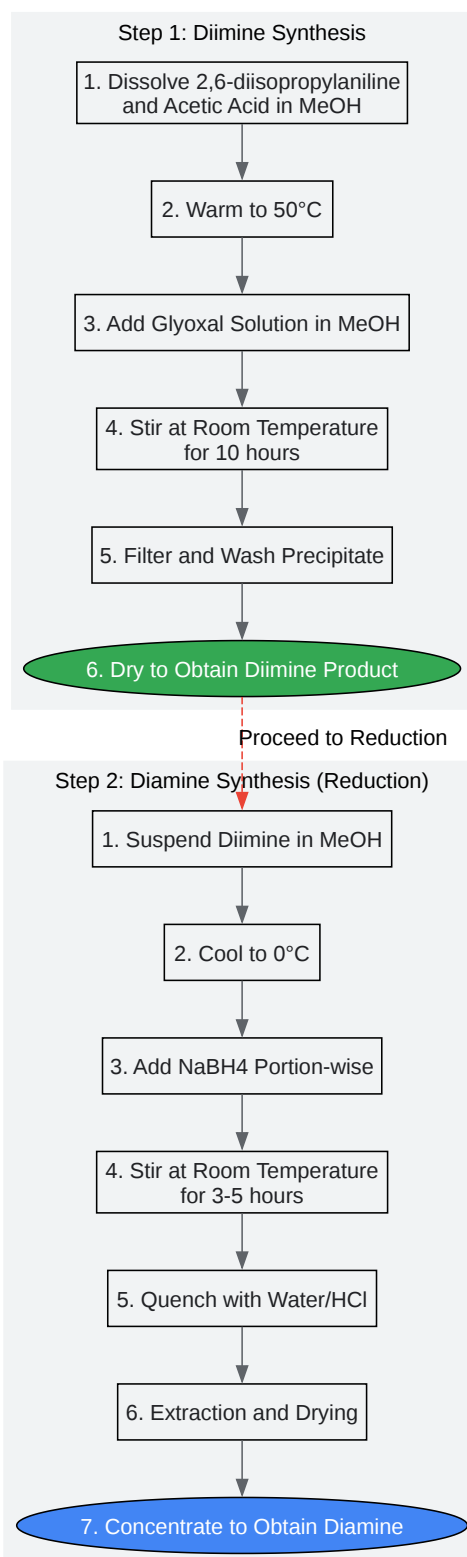 Step 1: Diimine Synthesis
1. Dissolve 2,6-diisopropylaniline
and Acetic Acid in MeOH
2. Warm to 50°C
3. Add Glyoxal Solution in MeOH
4. Stir at Room Temperature
for 10 hours
5. Filter and Wash Precipitate
6. Dry to Obtain Diimine Product
Proceed to Reduction
Step 2: Diamine Synthesis (Reduction)
1. Suspend Diimine in MeOH
2. Cool to 0°C
3. Add NaBH4 Portion-wise
4. Stir at Room Temperature
for 3-5 hours
5. Quench with Water/HCl
6. Extraction and Drying
7. Concentrate to Obtain Diamine